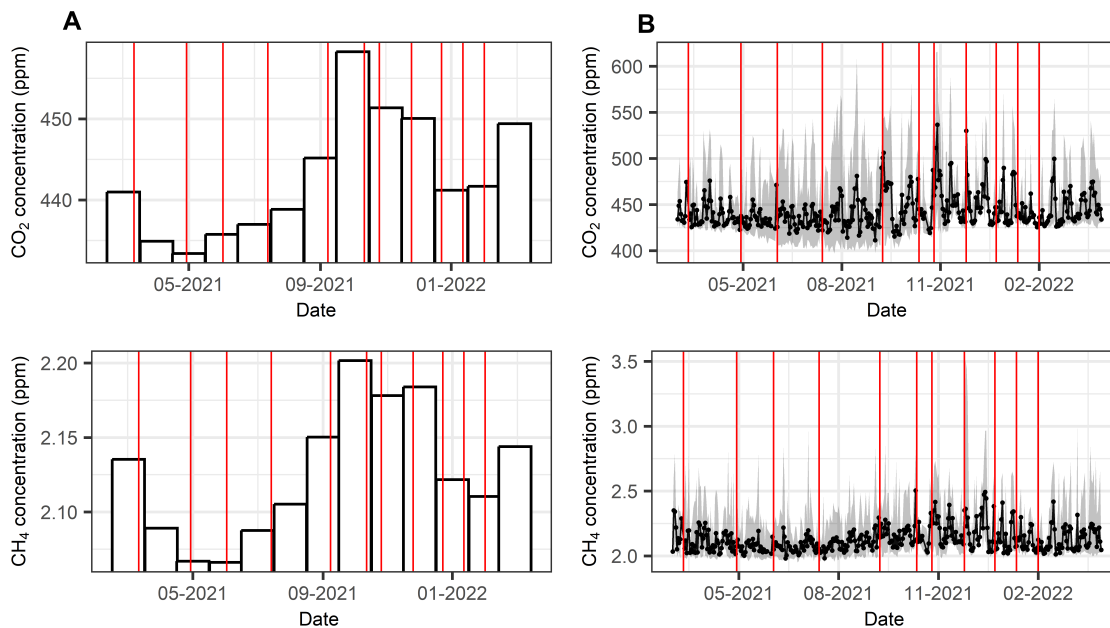 A
CO2 concentration (ppm)
450
440
05-2021 09-2021 01-2022
Date
B
CO2 concentration (ppm)
600
550
500
450
400
05-2021 08-2021 11-2021 02-2022
Date
CH4 concentration (ppm)
2.20
2.15
2.10
05-2021 09-2021 01-2022
Date
CH4 concentration (ppm)
3.5
3.0
2.5
2.0
05-2021 08-2021 11-2021 02-2022
Date